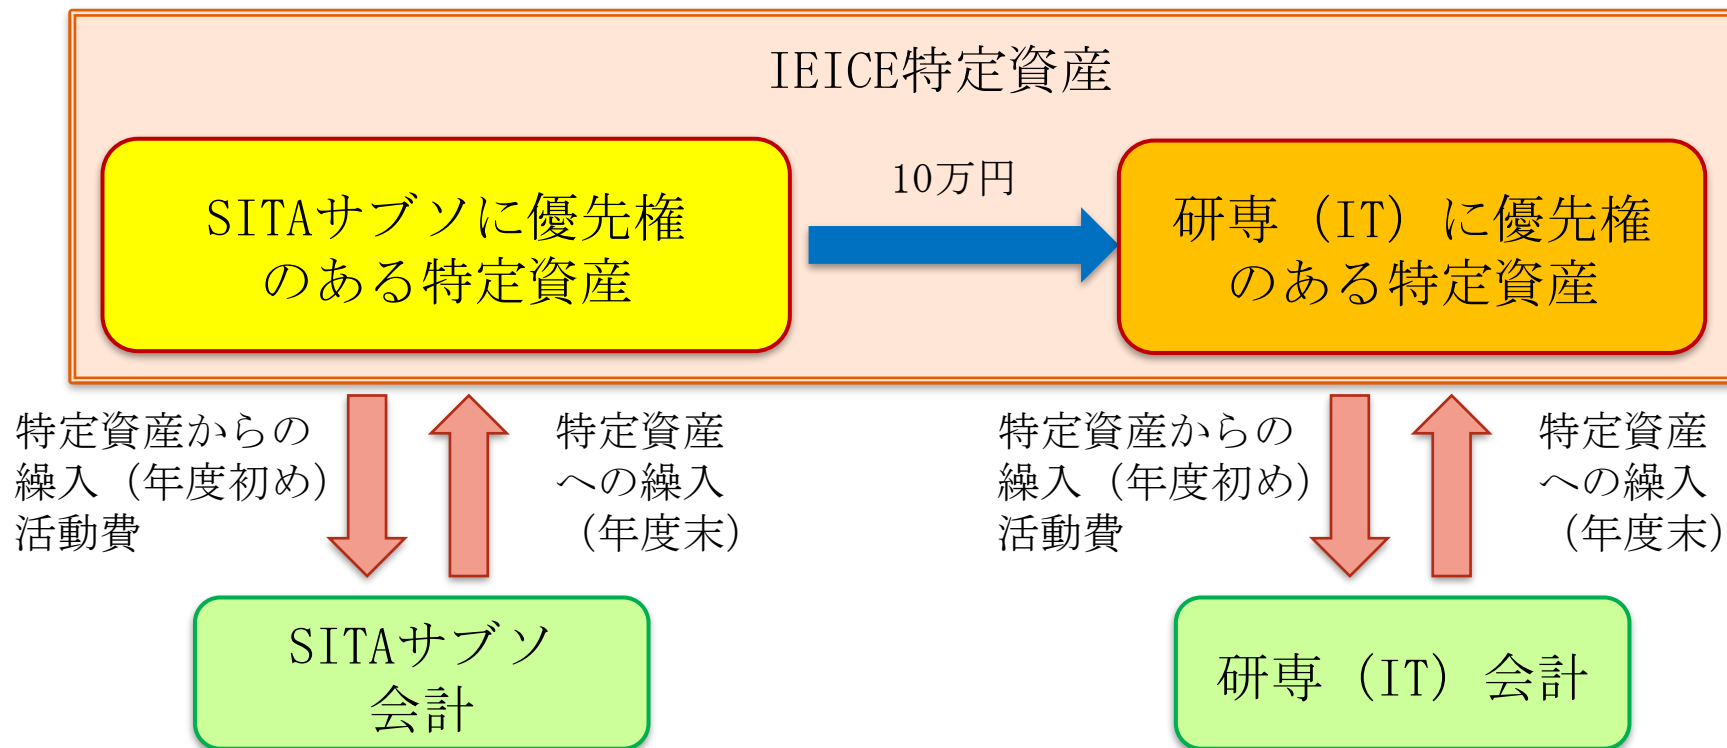 IEICE特定資産
SITAサブソに優先権
のある特定資産
10万円
研専（IT）に優先権
のある特定資産
特定資産からの
繰入（年度初め）
活動費
特定資産
への繰入
（年度末）
特定資産からの
繰入（年度初め）
活動費
特定資産
への繰入
（年度末）
SITAサブソ
会計
研専（IT）会計